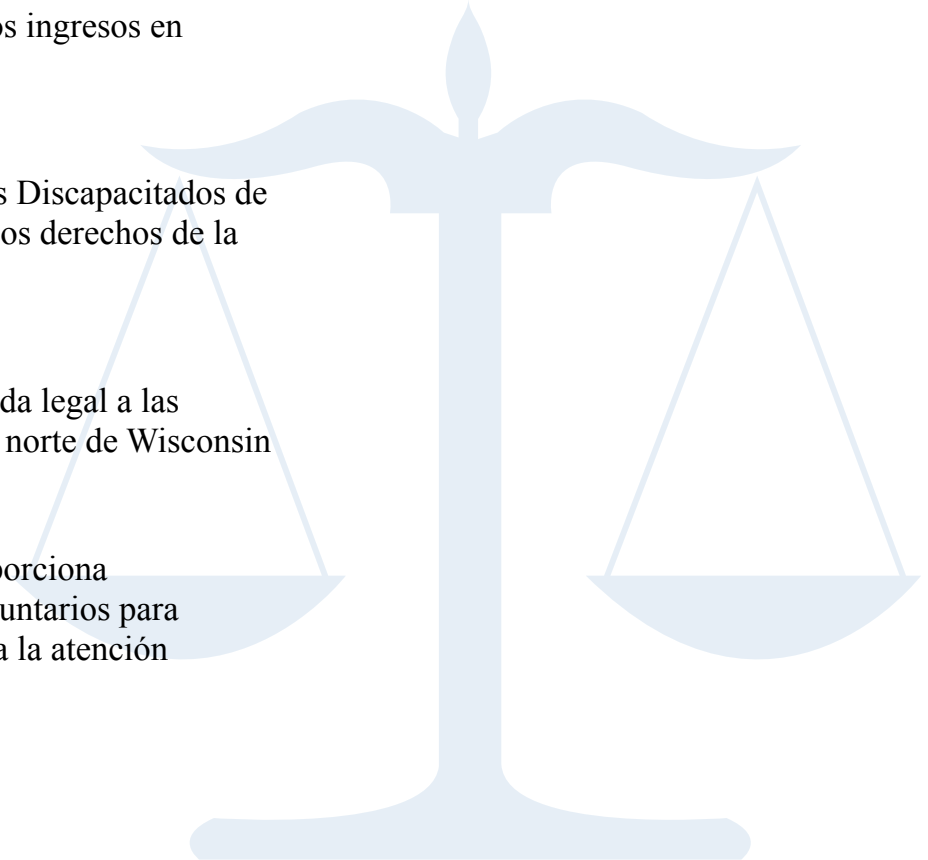 os ingresos en
s Discapacitados de
os derechos de la
da legal a las
norte de Wisconsin
porciona
untarios para
a la atención